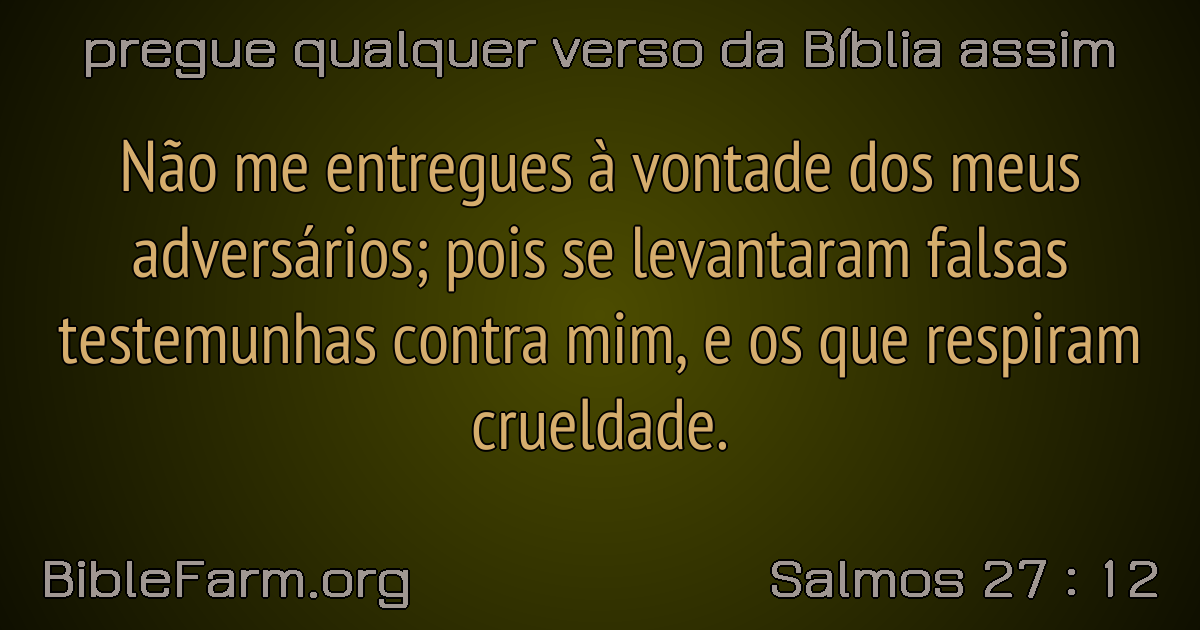 pregue qualquer verso da Bíblia assim
Não me entregues à vontade dos meus
adversários; pois se levantaram falsas
testemunhas contra mim, e os que respiram
crueldade.
BibleFarm.org
Salmos 27 : 12